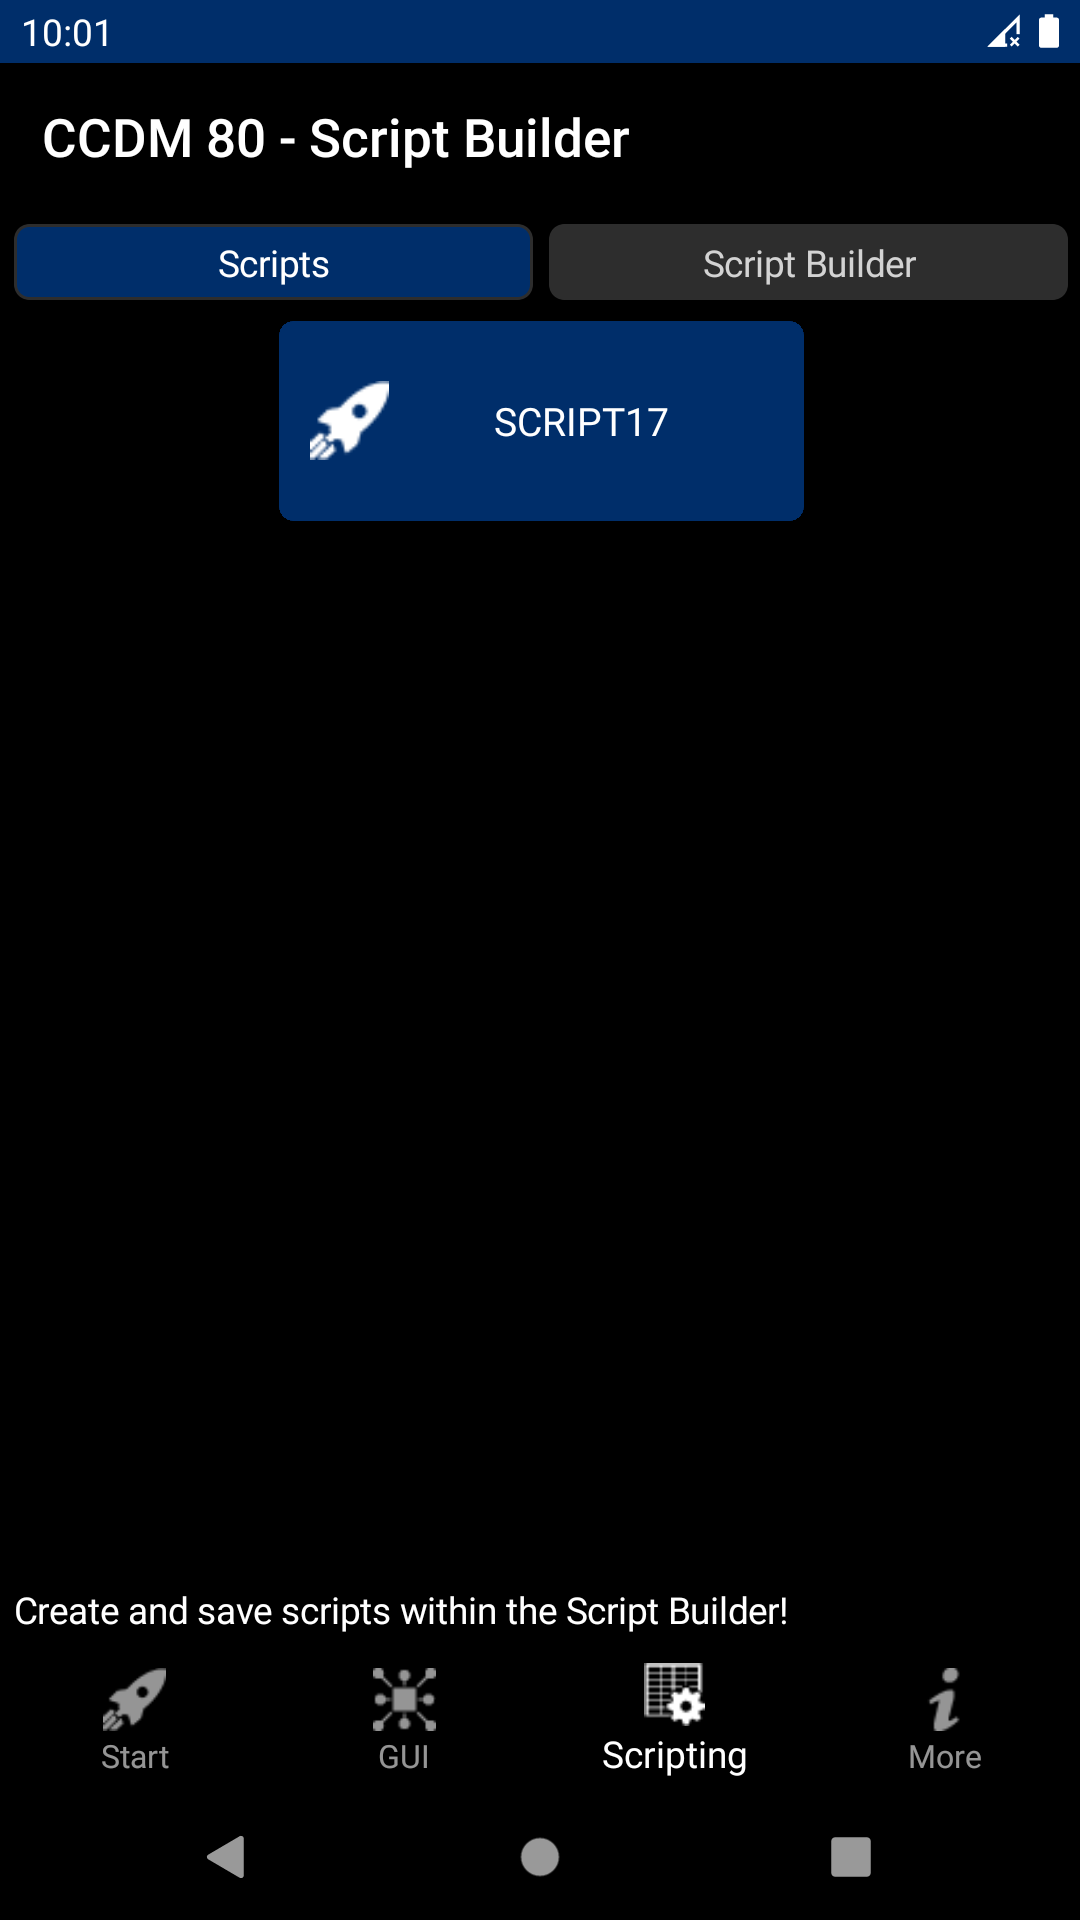 10:01
CCDM 80 - Script Builder
Scripts
Script Builder
SCRIPT17
Create and save scripts within the Script Builder!
Start
GUI
Scripting
More